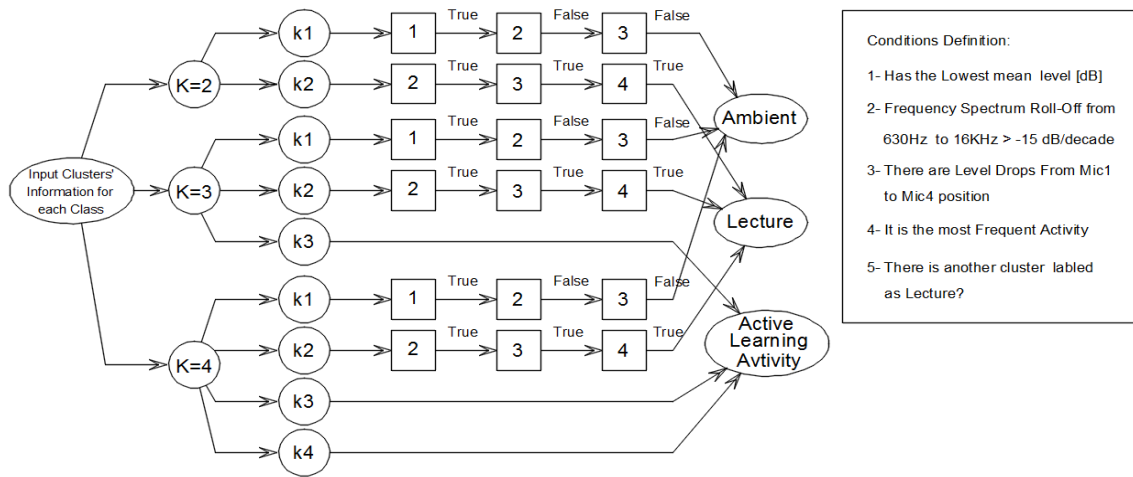 Input Clusters'
Information for
each Class
K=2
k1
1
True
2
False
3
False
k2
2
True
3
True
4
True
K=3
k1
1
True
2
False
3
False
k2
2
True
3
True
4
True
k3
K=4
k1
1
True
2
False
3
False
k2
2
True
3
True
4
True
k3
k4
Ambient
Lecture
Active
Learning
Avtivity
Conditions Definition:
1- Has the Lowest mean level [dB]
2- Frequency Spectrum Roll-Off from
630Hz to 16KHz > -15 dB/decade
3- There are Level Drops From Mic1
to Mic4 position
4- It is the most Frequent Activity
5- There is another cluster labled
as Lecture?